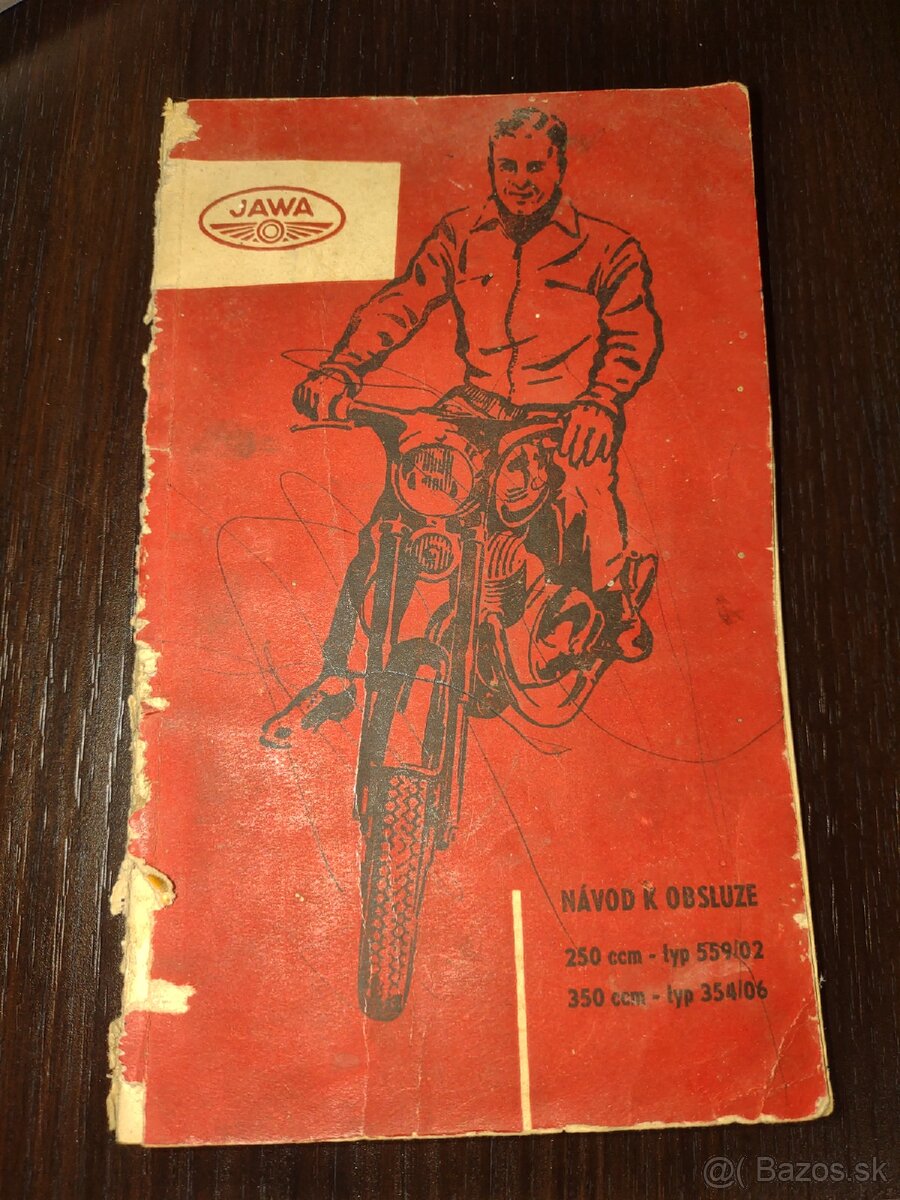 JAWA
NÁVOD K OBSLUZE
250 ccm - typ 559/02
350 ccm - typ 354/06
@( Bazos.sk